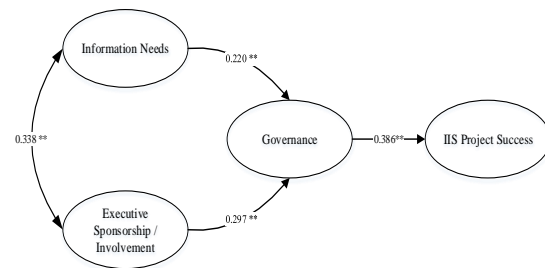 Information Needs
0.220 **
0.338 **
Governance
0.386**
IIS Project Success
Executive
Sponsorship /
Involvement
0.297 **